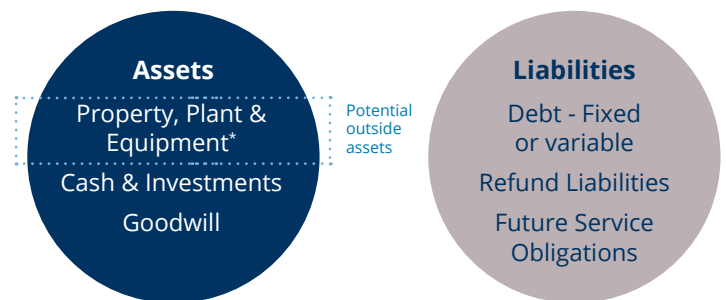 Assets
Property, Plant &
Equipment*
Cash & Investments
Goodwill
Potential
outside
assets
Liabilities
Debt - Fixed
or variable
Refund Liabilities
Future Service
Obligations